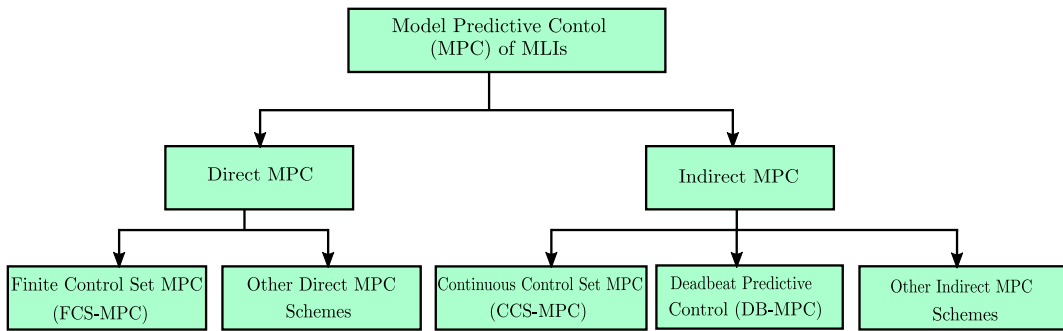 Model Predictive Contol
(MPC) of MLIs
Direct MPC
Indirect MPC
Finite Control Set MPC
(FCS-MPC)
Other Direct MPC
Schemes
Continuous Control Set MPC
(CCS-MPC)
Deadbeat Predictive
Control (DB-MPC)
Other Indirect MPC
Schemes